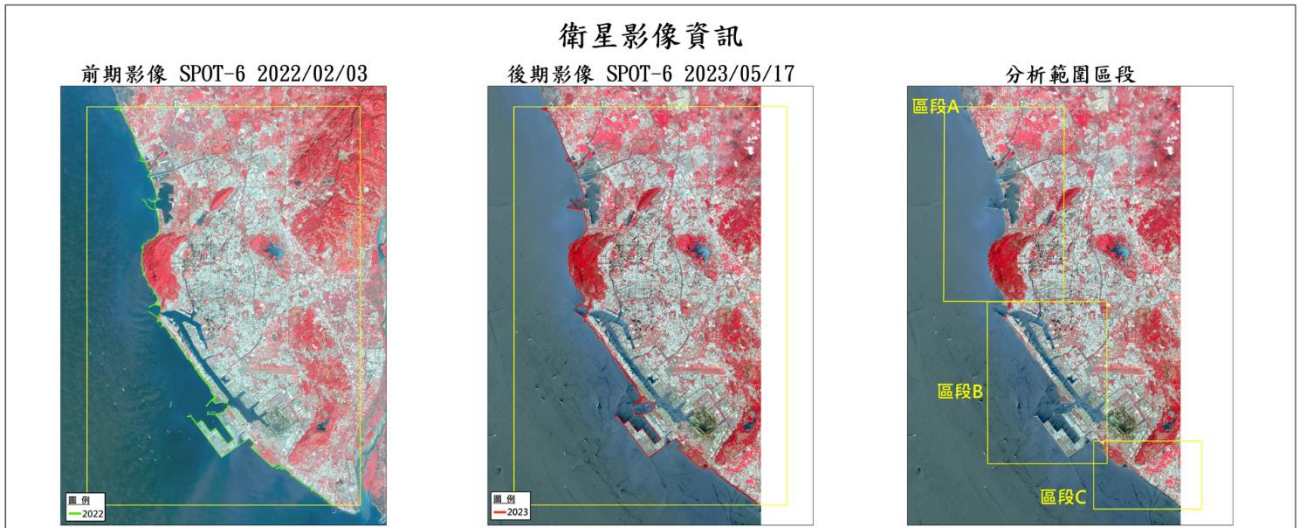 衛星影像資訊
前期影像 SPOT-6 2022/02/03
後期影像 SPOT-6 2023/05/17
分析範圍區段
圖 例
2022
圖 例
2023
區段A
區段B
區段C